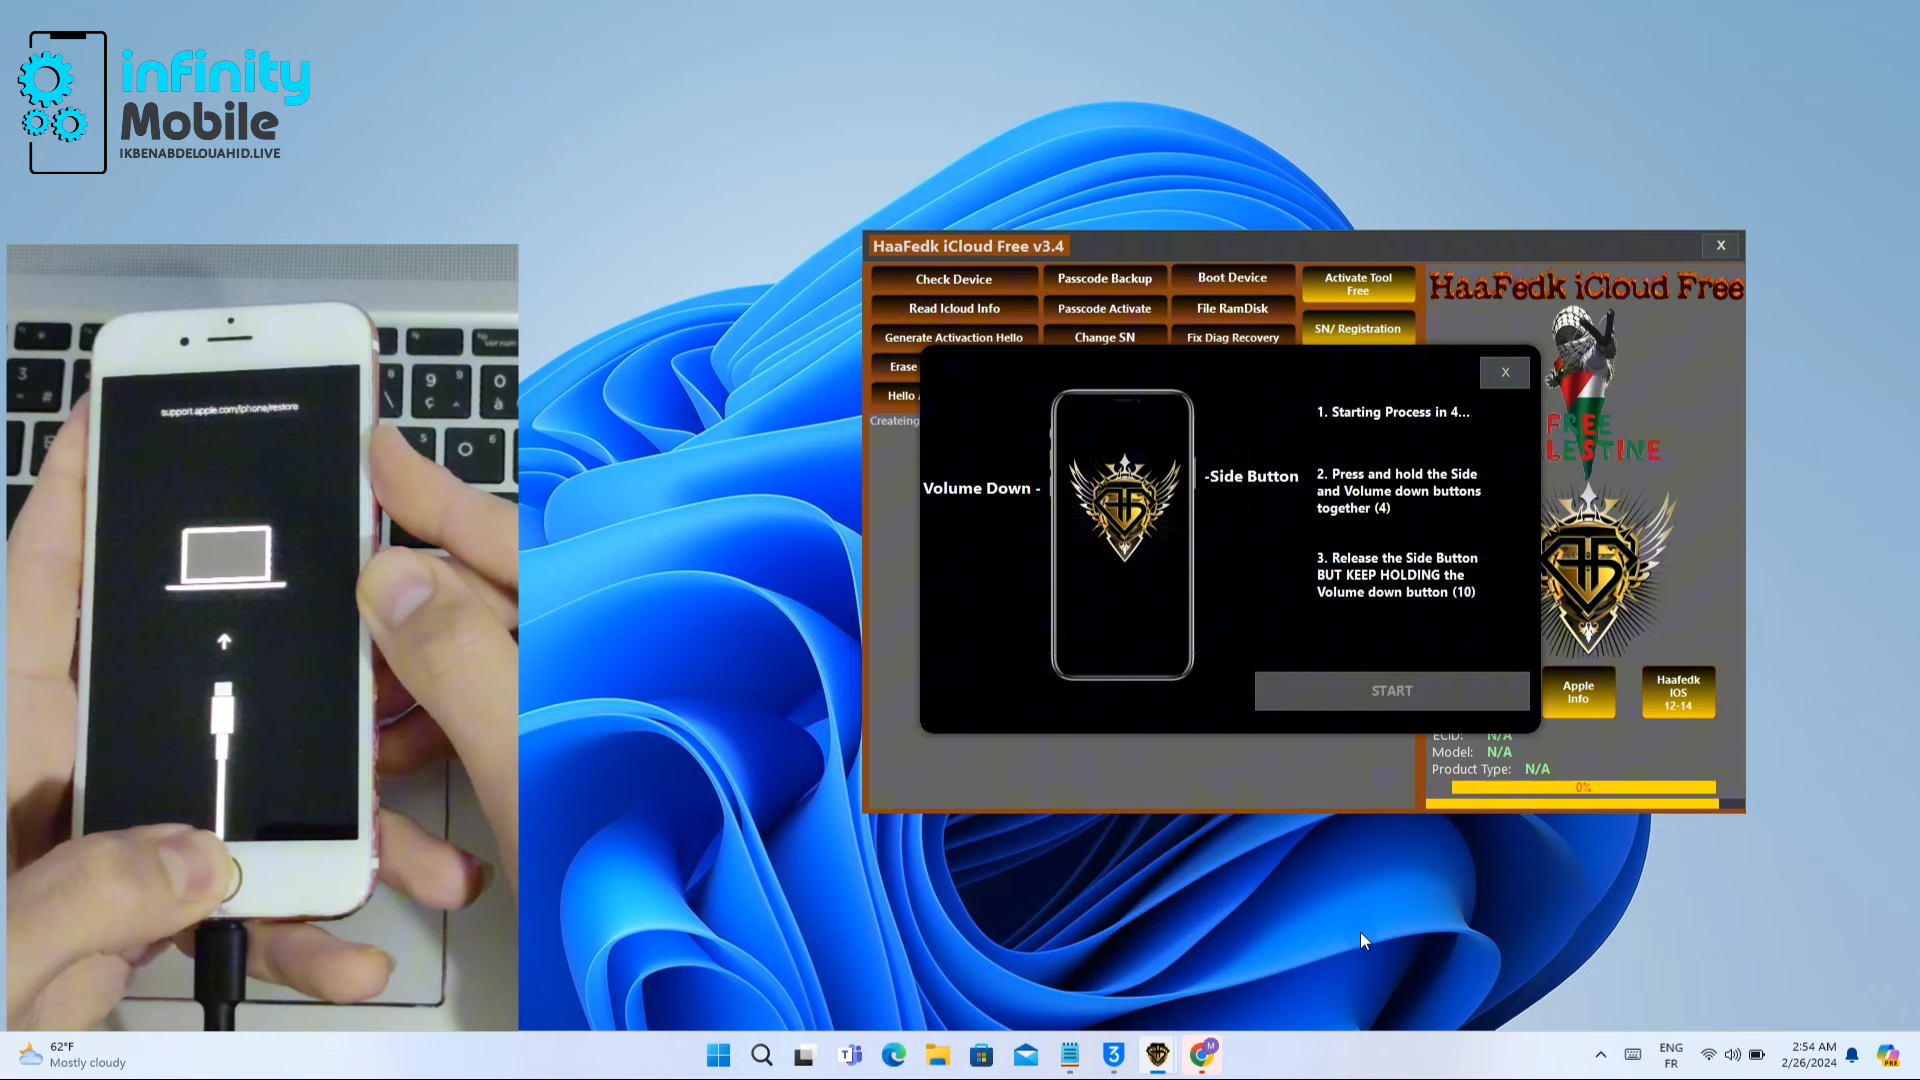 infinity
Mobile
IKBENABDELOUAHID.LIVE
support.apple.com/iphone/restore
HaaFedk iCloud Free v3.4
X
Check Device
Passcode Backup
Boot Device
Activate Tool
Free
Read Icloud Info
Passcode Activate
File RamDisk
SN/ Registration
Generate Activaction Hello
Change SN
Fix Diag Recovery
Erase
Hello
Createing
HaaFedk iCloud Free
FREE
LESTINE
X
Volume Down -
-Side Button
1. Starting Process in 4...
2. Press and hold the Side
and Volume down buttons
together (4)
3. Release the Side Button
BUT KEEP HOLDING the
Volume down button (10)
START
Apple
Info
Haafedk
IOS
12-14
ECID: N/A
Model: N/A
Product Type: N/A
0%
62°F
Mostly cloudy
ENG
FR
2:54 AM
2/26/2024